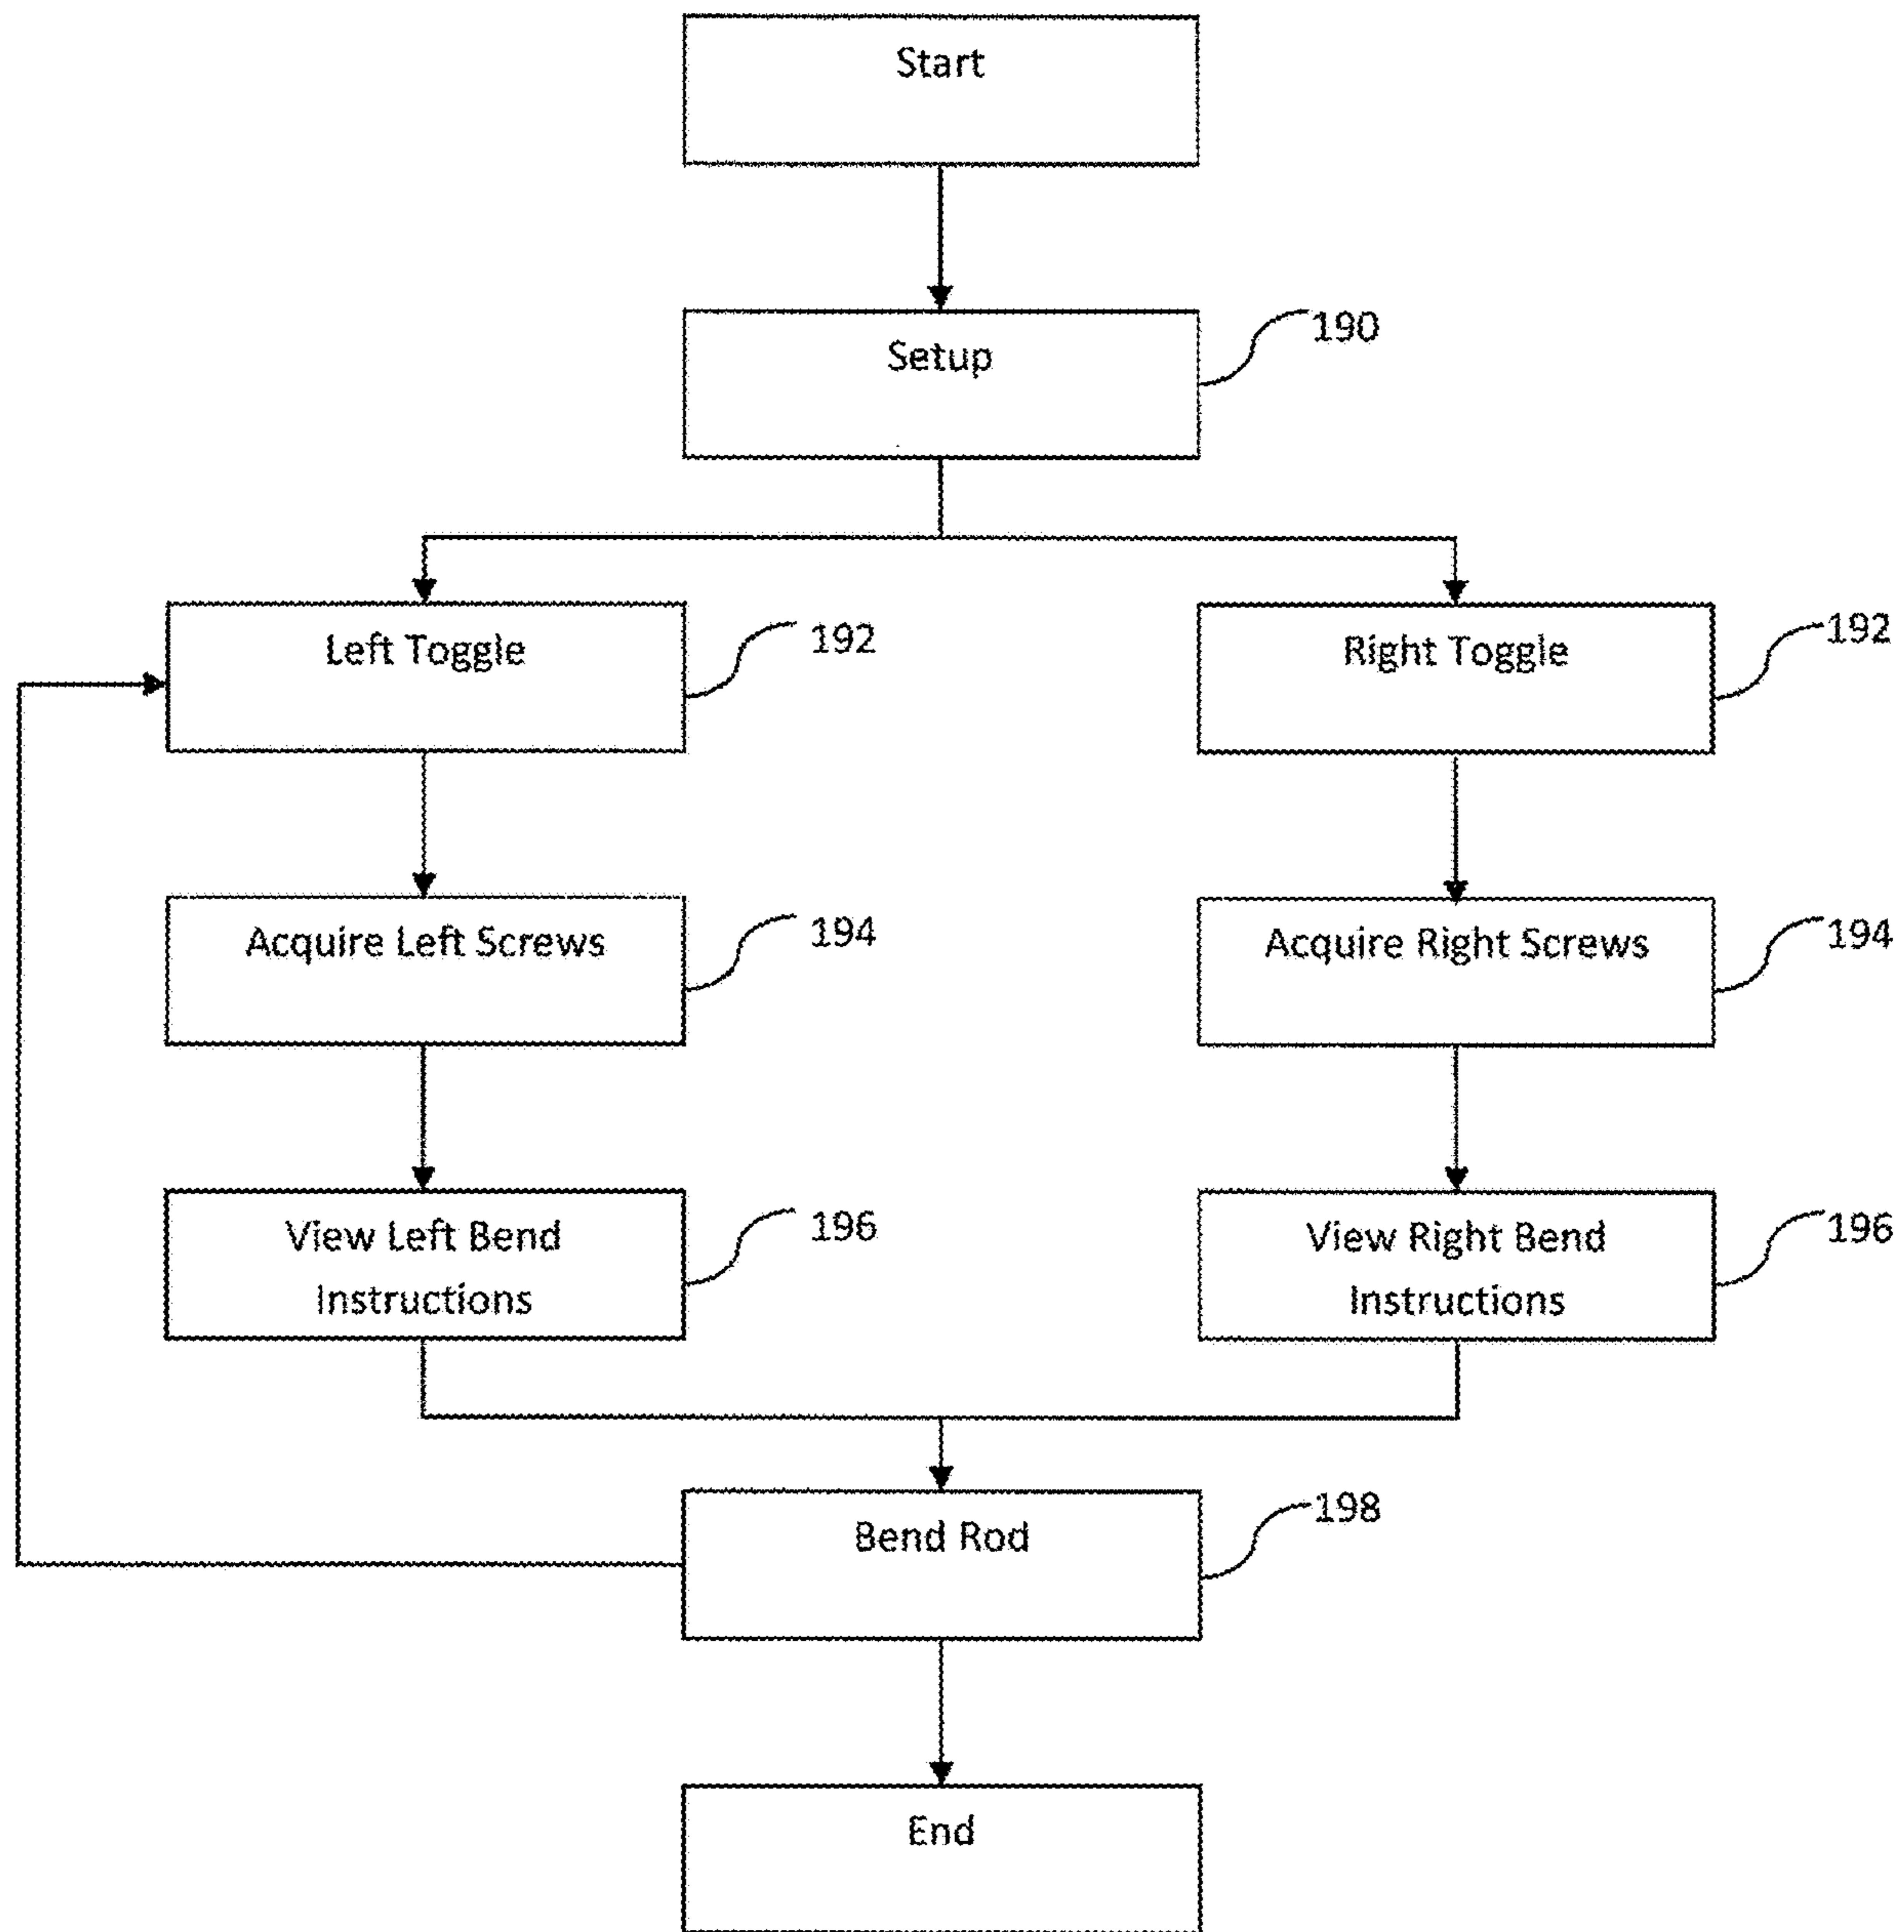 Start
Setup
190
Left Toggle
192
Right Toggle
192
Acquire Left Screws
194
Acquire Right Screws
194
View Left Bend
Instructions
196
View Right Bend
Instructions
196
Bend Rod
198
End